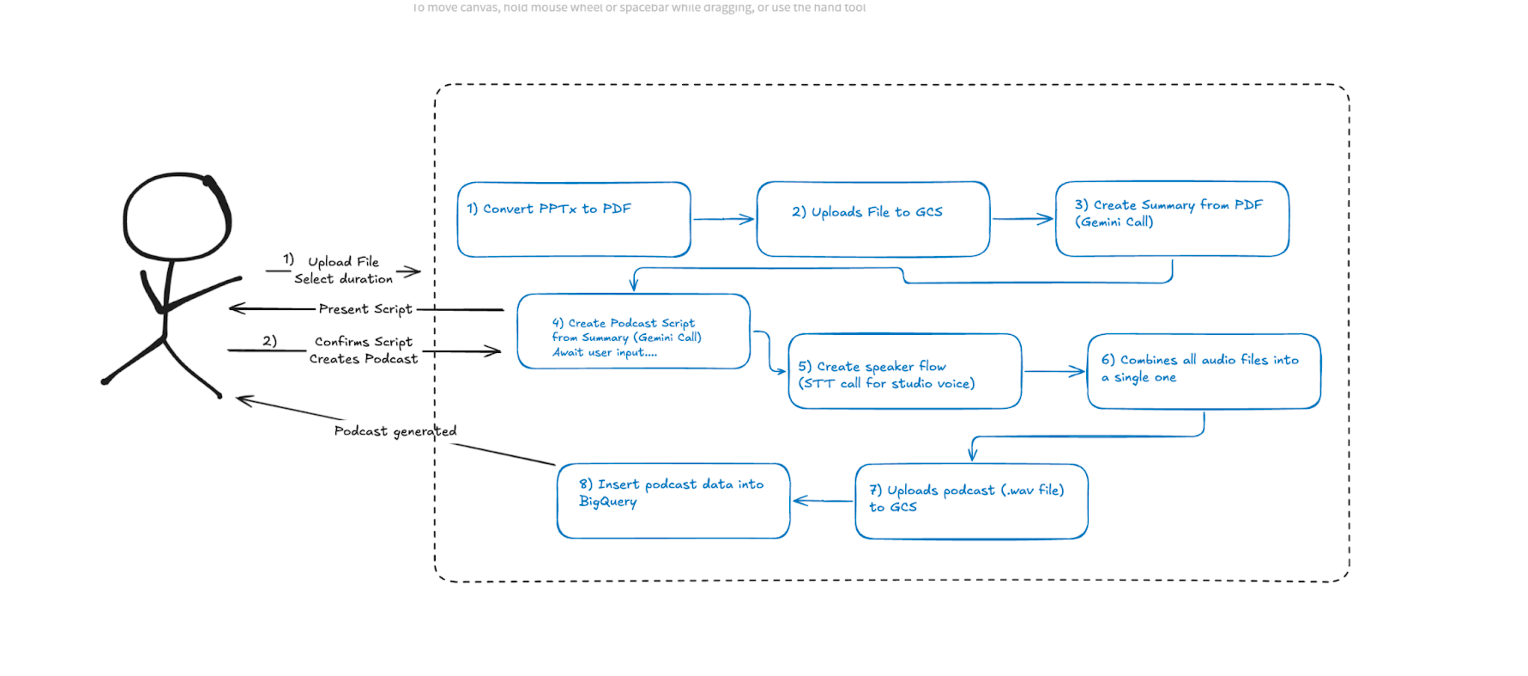 To move canvas, hold mouse wheel or spacebar while dragging, or use the hand tool
1) Convert PPTx to PDF
2) Uploads File to GCS
3) Create Summary from PDF
(Gemini Call)
1) Upload File
Select duration
Present Script
2) Confirms Script
Creates Podcast
Podcast generated
4) Create Podcast Script
from Summary (Gemini Call)
Await user input....
5) Create speaker flow
(STT call for studio voice)
6) Combines all audio files into
a single one
7) Uploads podcast (.wav file)
to GCS
8) Insert podcast data into
BigQuery